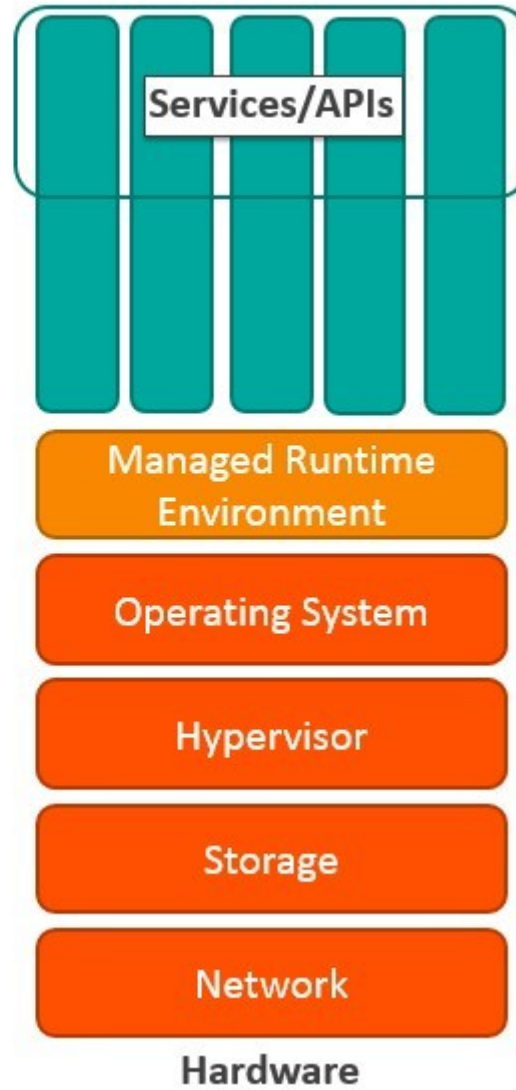 Services/APIs
Managed Runtime
Environment
Operating System
Hypervisor
Storage
Network
Hardware